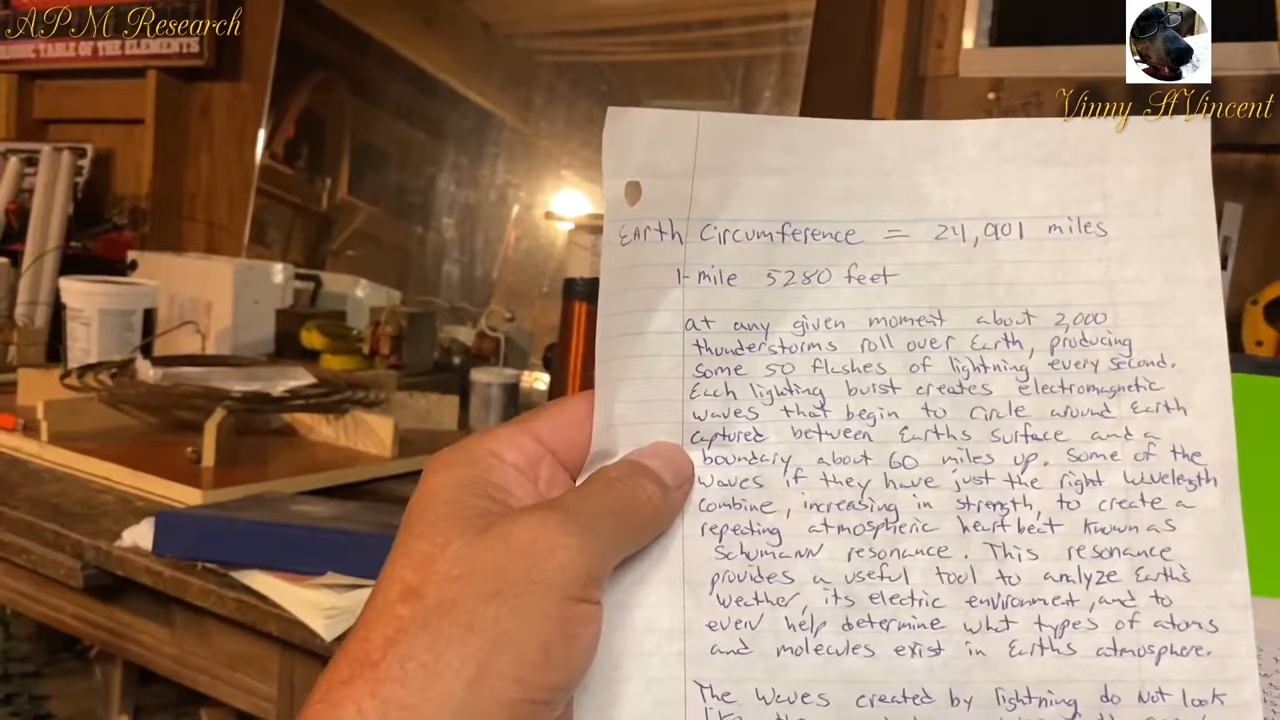 APM Research
PERIODIC TABLE OF THE ELEMENTS
Vinny StVincent
EArth Circumference = 24,901 miles
1- mile 5280 feet
at any given moment about 2,000
thunderstorms roll over Earth, producing
some 50 flashes of lightning every second.
Each lighting burst creates electromagnetic
waves that begin to circle around Earth
captured between Earths surface and a
boundary about 60 miles up. Some of the
waves if they have just the right wavelength
combine, increasing in strength, to create a
repeating atmospheric heart beat known as
SchumaNN resonance. This resonance
provides a useful tool to analyze Earth's
weather, its electric environment, and to
even help determine what types of atoms
and molecules exist in Earths atmosphere.
The waves created by lightning do Not look